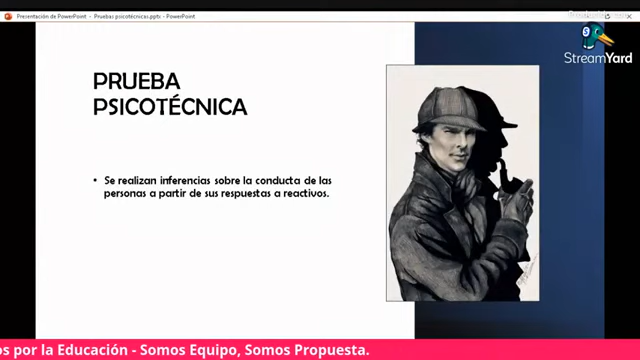 Presentación de PowerPoint - Pruebas psicotécnicas.pptx - PowerPoint
StreamYard
PRUEBA
PSICOTÉCNICA
• Se realizan inferencias sobre la conducta de las
personas a partir de sus respuestas a reactivos.
os por la Educación - Somos Equipo, Somos Propuesta.